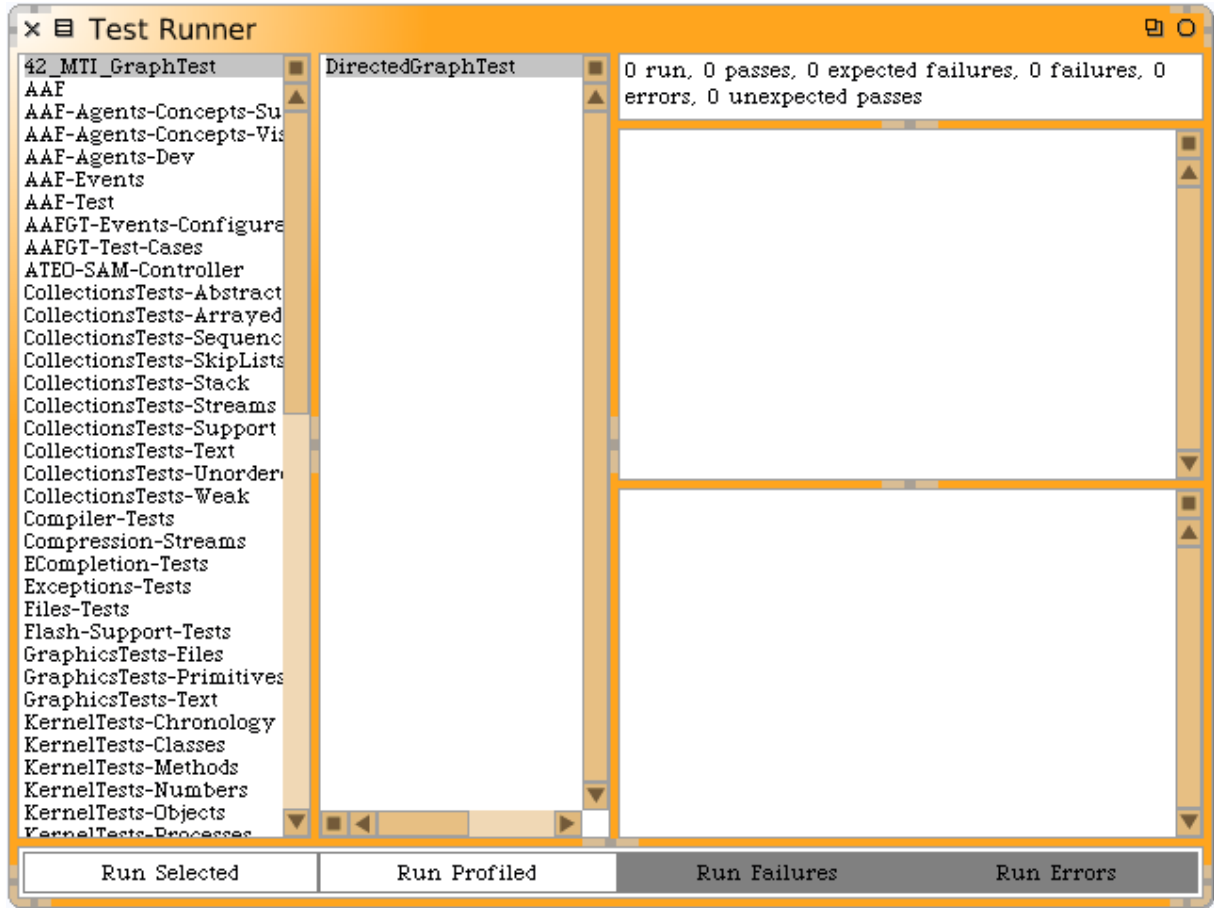 Test Runner
42_MTI_GraphTest
AAF
AAF-Agents-Concepts-Su
AAF-Agents-Concepts-Vis
AAF-Agents-Dev
AAF-Events
AAF-Test
AAFGT-Events-Configura
AAFGT-Test-Cases
ATEO-SAM-Controller
CollectionsTests-Abstract
CollectionsTests-Arrayed
CollectionsTests-Sequenc
CollectionsTests-SkipLists
CollectionsTests-Stack
CollectionsTests-Streams
CollectionsTests-Support
CollectionsTests-Text
CollectionsTests-Unordere
CollectionsTests-Weak
Compiler-Tests
Compression-Streams
ECompletion-Tests
Exceptions-Tests
Files-Tests
Flash-Support-Tests
GraphicsTests-Files
GraphicsTests-Primitives
GraphicsTests-Text
KernelTests-Chronology
KernelTests-Classes
KernelTests-Methods
KernelTests-Numbers
KernelTests-Objects
KernelTests-Processes
DirectedGraphTest
0 run, 0 passes, 0 expected failures, 0 failures, 0
errors, 0 unexpected passes
Run Selected
Run Profiled
Run Failures
Run Errors